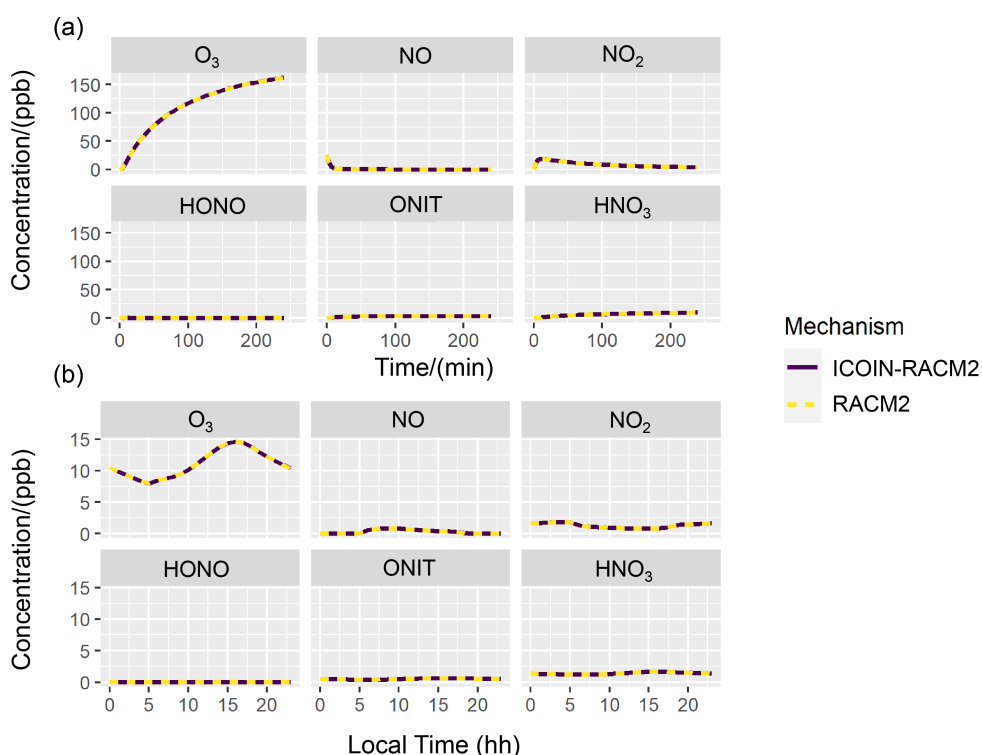 (a)
O₃ NO NO₂
Concentration/(ppb)
150
100
50
0
HONO ONIT HNO₃
150
100
50
0
0 100 200 0 100 200 0 100 200
Time/(min)
Mechanism
ICOIN-RACM2
RACM2
(b)
O₃ NO NO₂
Concentration/(ppb)
15
10
5
0
HONO ONIT HNO₃
15
10
5
0
0 5 10 15 20 0 5 10 15 20 0 5 10 15 20
Local Time (hh)